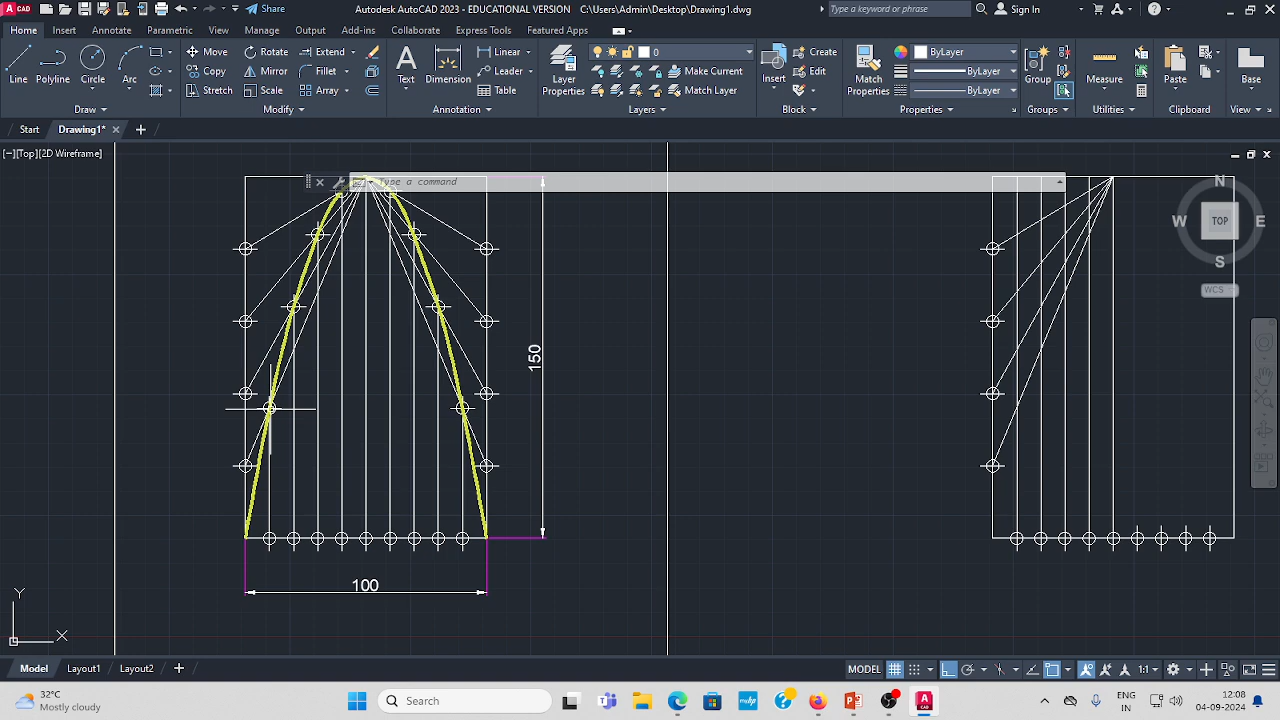 CAD Share Autodesk AutoCAD 2023 - EDUCATIONAL VERSION C:\Users\Admin\Desktop\Drawing1.dwg Type a keyword or phrase Sign In
Home Insert Annotate Parametric View Manage Output Add-ins Collaborate Express Tools Featured Apps
Line Polyline Circle Arc
Move Rotate Extend
Copy Mirror Fillet
Stretch Scale Array
Text Dimension
Linear
Leader
Table
Layer Properties
0
Make Current
Match Layer
Insert
Create
Edit
Match Properties
ByLayer
ByLayer
ByLayer
Group Measure Paste Base
Draw Modify Annotation Layers Block Properties Groups Utilities Clipboard View
Start Drawing1*
[−][Top][2D Wireframe]
Type a command
N
W TOP E
S
WCS
150
100
Y
X
Model Layout1 Layout2 MODEL 1:1
32°C
Mostly cloudy
Search
ENG
IN
12:08
04-09-2024